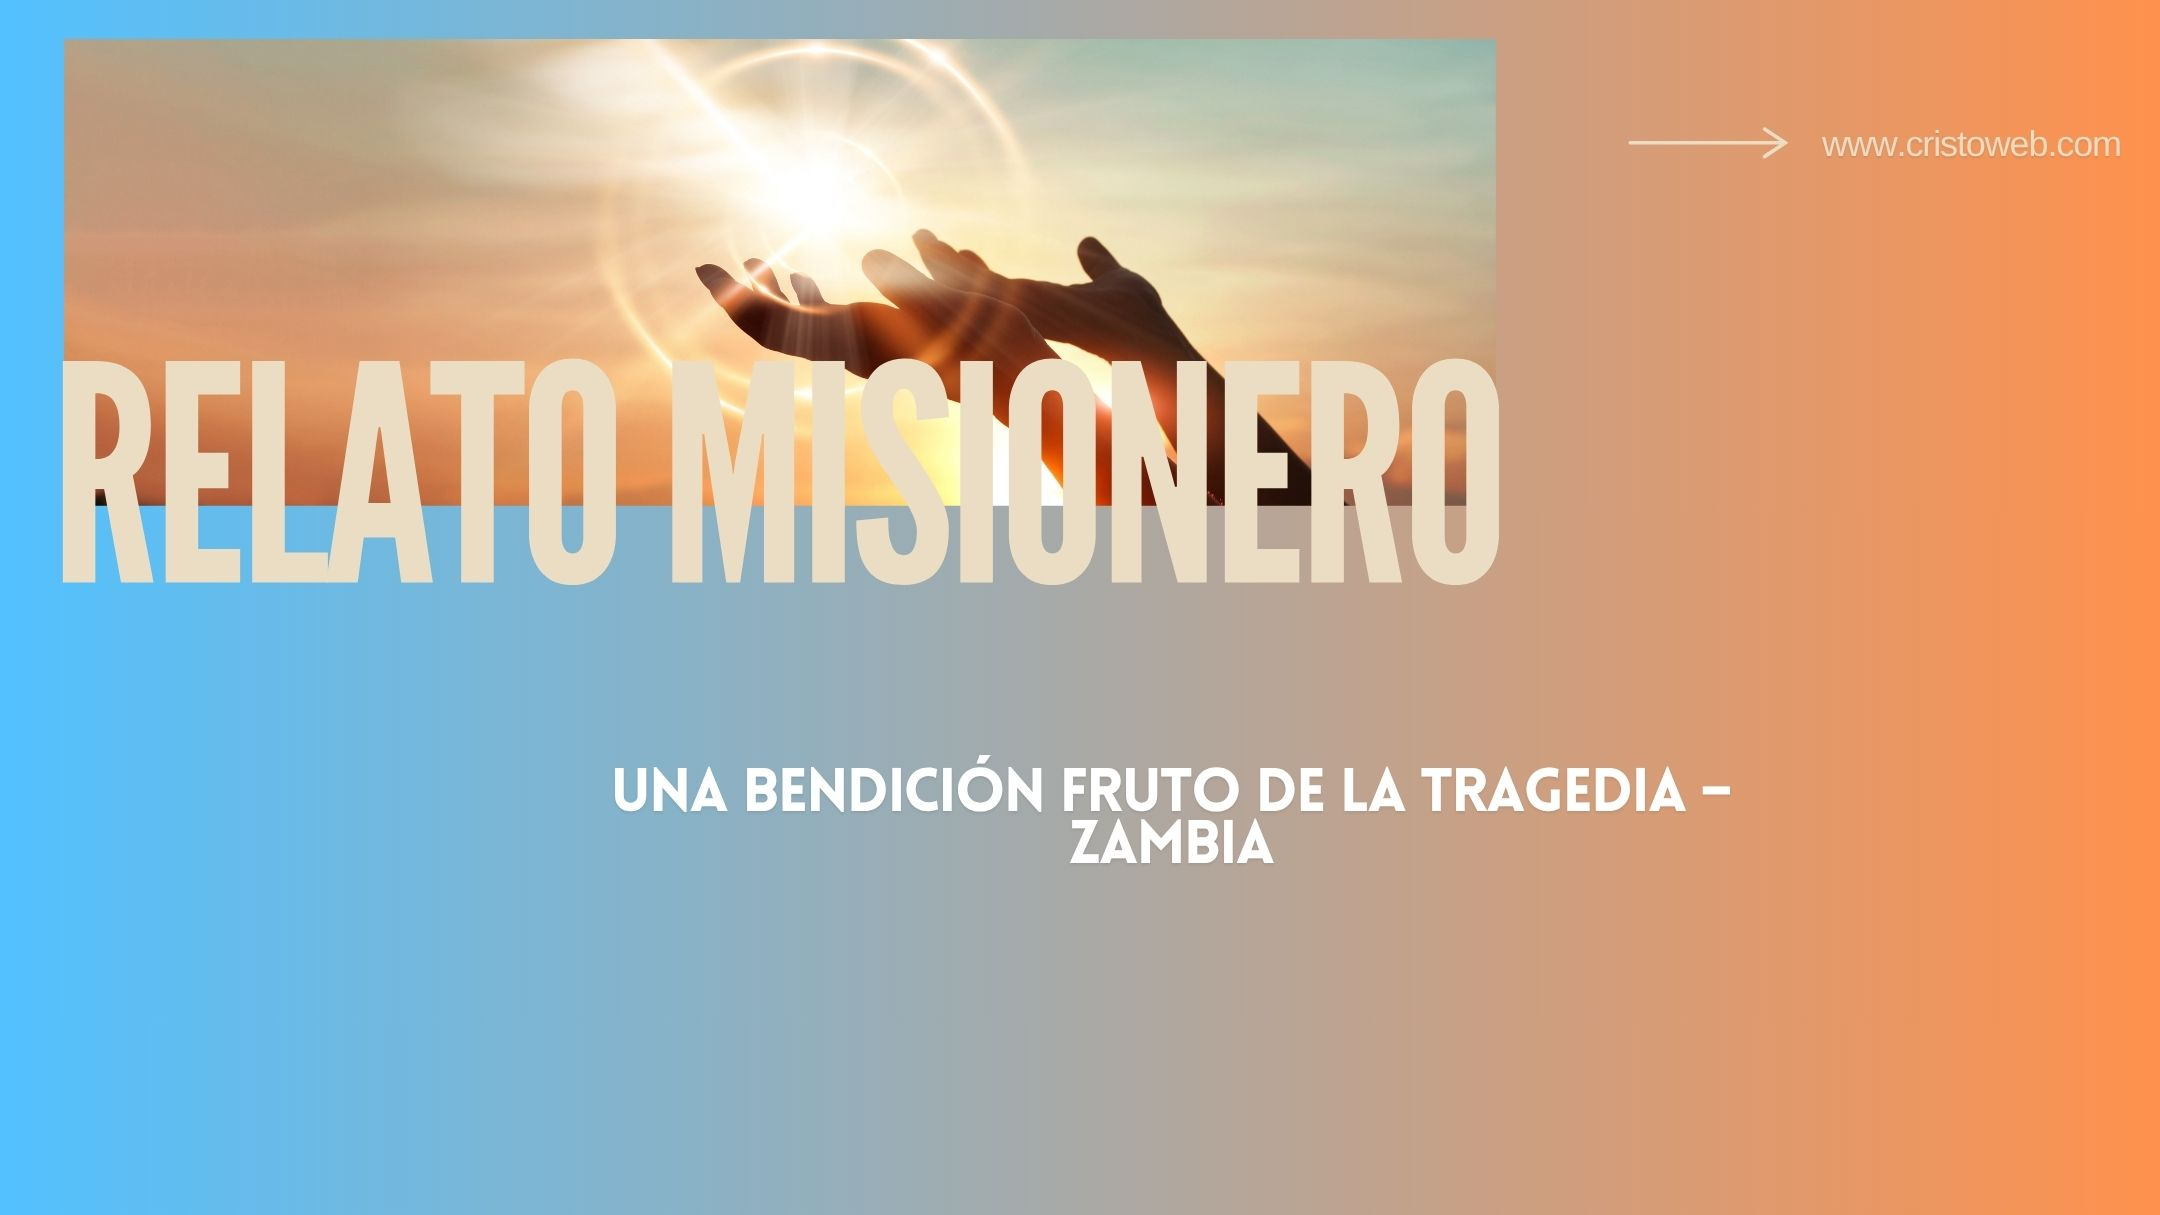 www.cristoweb.com
RELATO MISIONERO
UNA BENDICIÓN FRUTO DE LA TRAGEDIA –
ZAMBIA